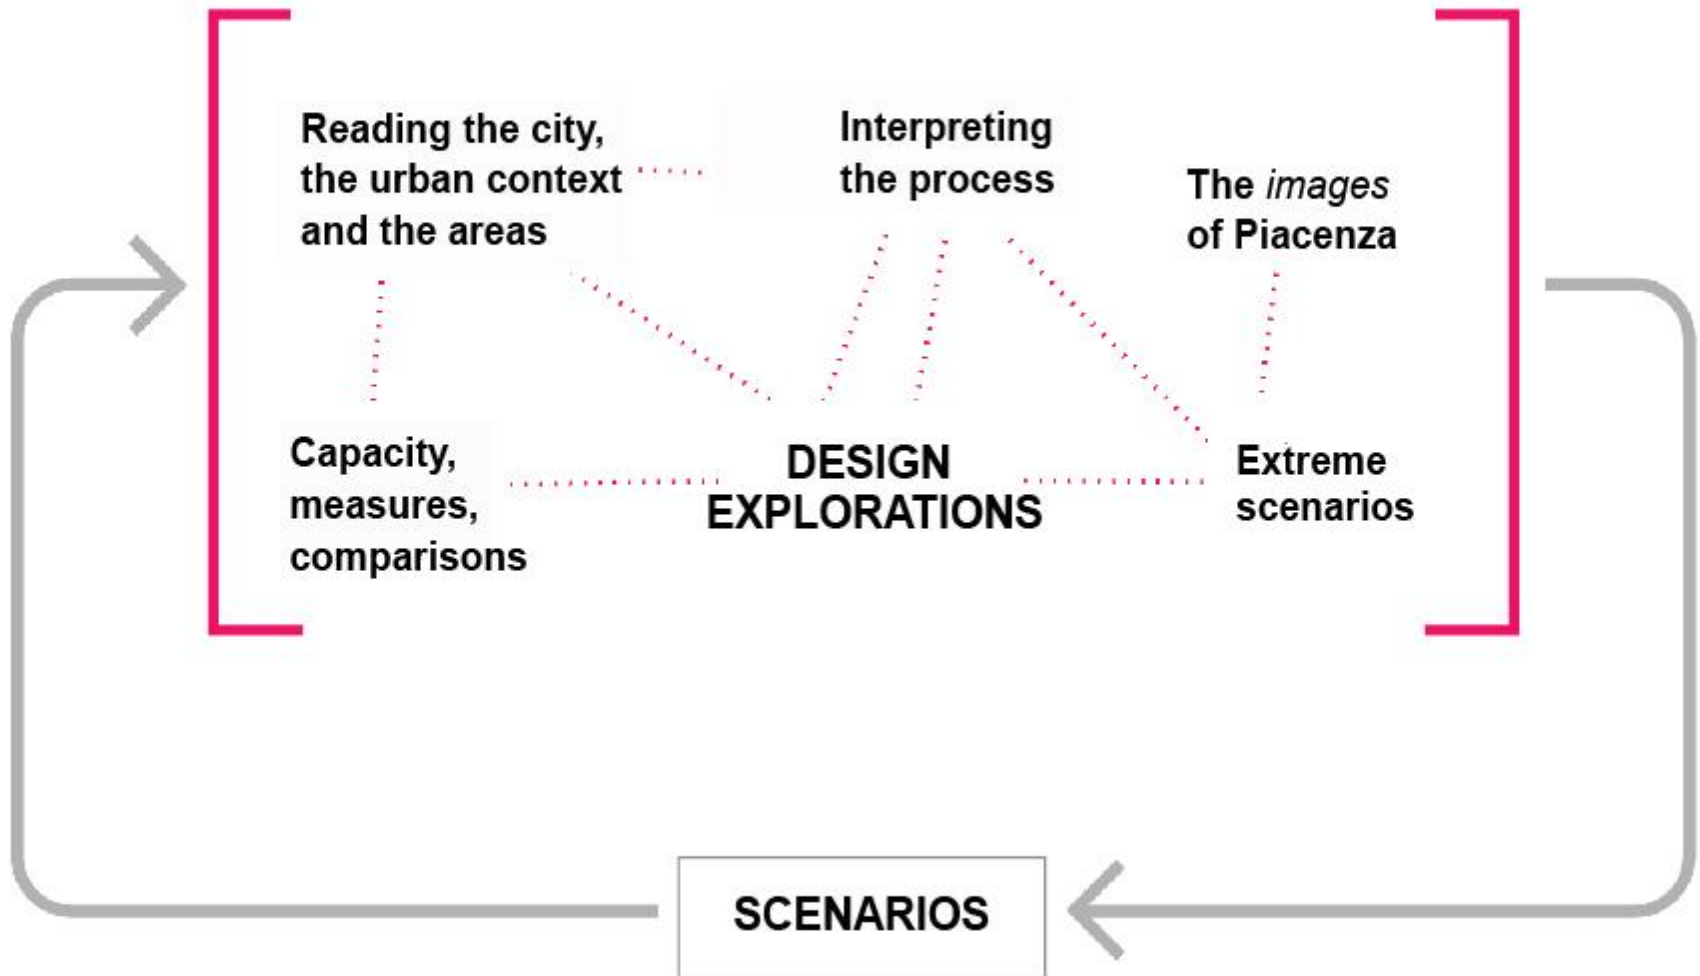 Reading the city,
the urban context
and the areas
Interpreting
the process
The images
of Piacenza
Capacity,
measures,
comparisons
DESIGN
EXPLORATIONS
Extreme
scenarios
SCENARIOS